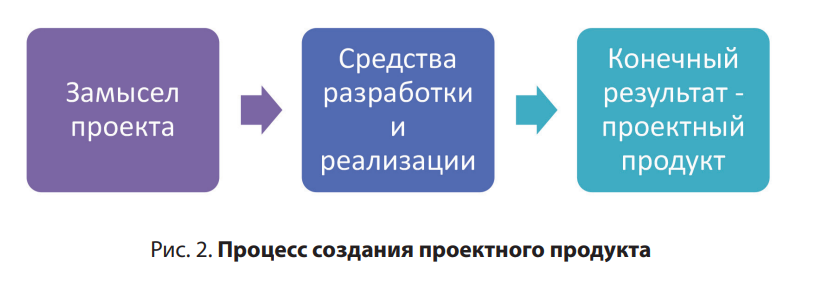 Замысел
проекта
Средства
разработки
и
реализации
Конечный
результат -
проектный
продукт
Рис. 2. Процесс создания проектного продукта